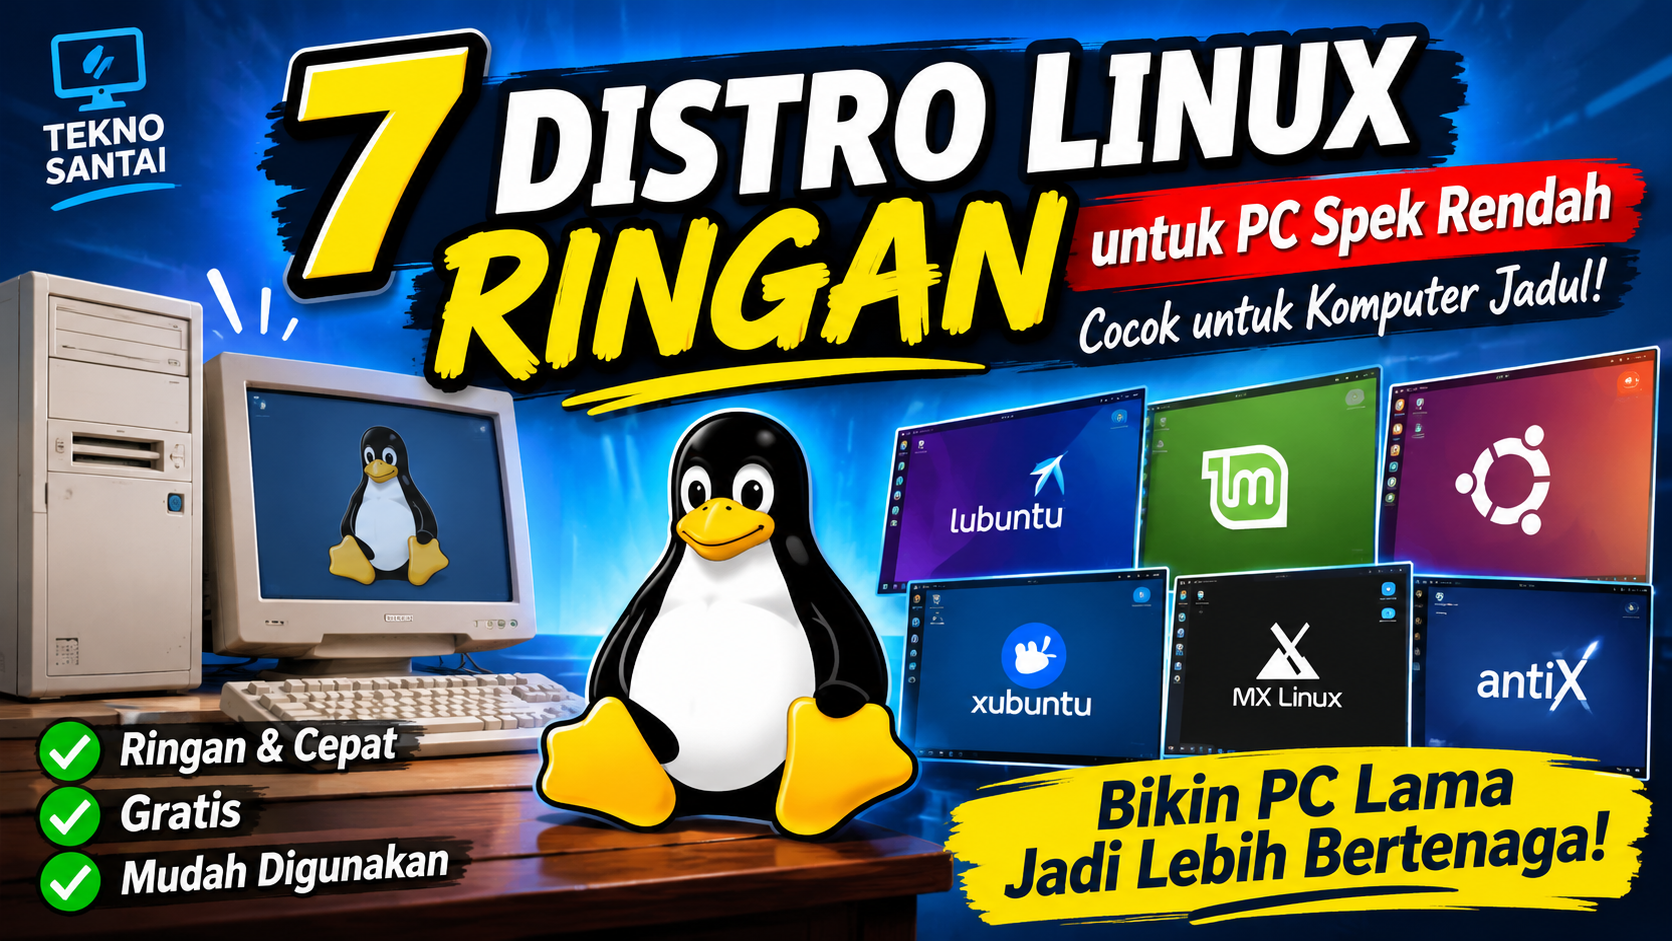 TEKNO
SANTAI
7 DISTRO LINUX
RINGAN
untuk PC Spek Rendah
Cocok untuk Komputer Jadul!
lubuntu
xubuntu
MX Linux
antiX
Ringan & Cepat
Gratis
Mudah Digunakan
Bikin PC Lama
Jadi Lebih Bertenaga!